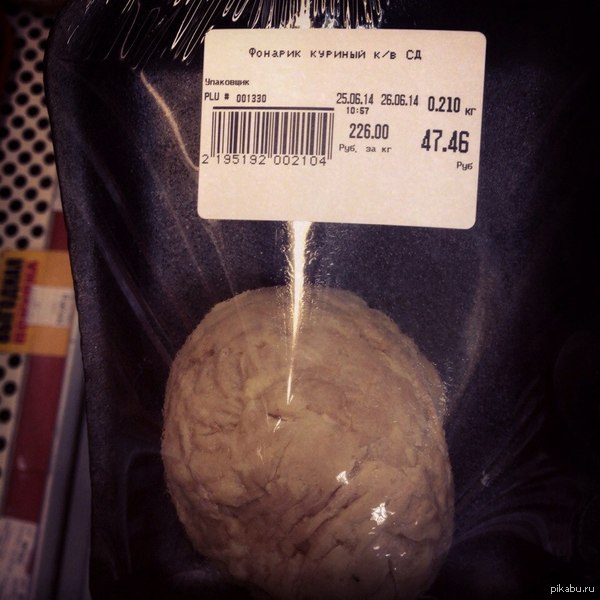 Фонарик куриный к/в СД
Упаковщик
PLU # 001330
25.06.14 26.06.14 0.210 кг
10:57
226.00 47.46
Руб. за кг
Руб
2 195192 002104
pikabu.ru